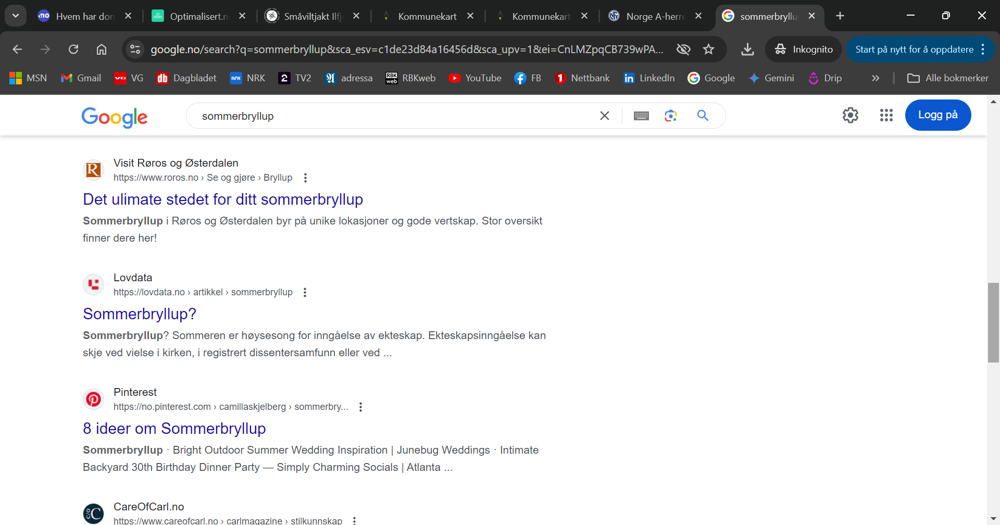 Hvem har dom
Optimalisert.n
Småviltjakt Ilfj
Kommunekart
Kommunekart
Norge A-herre
sommerbryllup
google.no/search?q=sommerbryllup&sca_esv=c1de23d84a16456d&sca_upv=1&ei=CnLMZpqCB739wPA...
Inkognito
Start på nytt for å oppdatere
MSN
Gmail
VG
Dagbladet
NRK
TV2
adressa
RBKweb
YouTube
FB
Nettbank
LinkedIn
Google
Gemini
Drip
Alle bokmerker
Google
sommerbryllup
Logg på
Visit Røros og Østerdalen
https://www.roros.no › Se og gjøre › Bryllup
Det ulimate stedet for ditt sommerbryllup
Sommerbryllup i Røros og Østerdalen byr på unike lokasjoner og gode vertskap. Stor oversikt
finner dere her!
Lovdata
https://lovdata.no › artikkel › sommerbryllup
Sommerbryllup?
Sommerbryllup? Sommeren er høysesong for inngåelse av ekteskap. Ekteskapsinngåelse kan
skje ved vielse i kirken, i registrert dissentersamfunn eller ved ...
Pinterest
https://no.pinterest.com › camillaskjelberg › sommerbry...
8 ideer om Sommerbryllup
Sommerbryllup · Bright Outdoor Summer Wedding Inspiration | Junebug Weddings · Intimate
Backyard 30th Birthday Dinner Party — Simply Charming Socials | Atlanta ...
CareOfCarl.no
https://www.careofcarl.no › carlmagazine › stilkunnskap